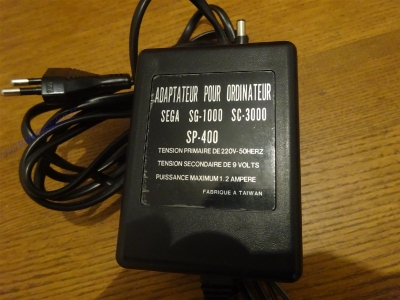 ADAPTATEUR POUR ORDINATEUR
SEGA SG-1000 SC-3000
SP-400
TENSION PRIMAIRE DE 220V-50HERZ
TENSION SECONDAIRE DE 9 VOLTS
PUISSANCE MAXIMUM 1.2 AMPERE
FABRIQUE A TAIWAN